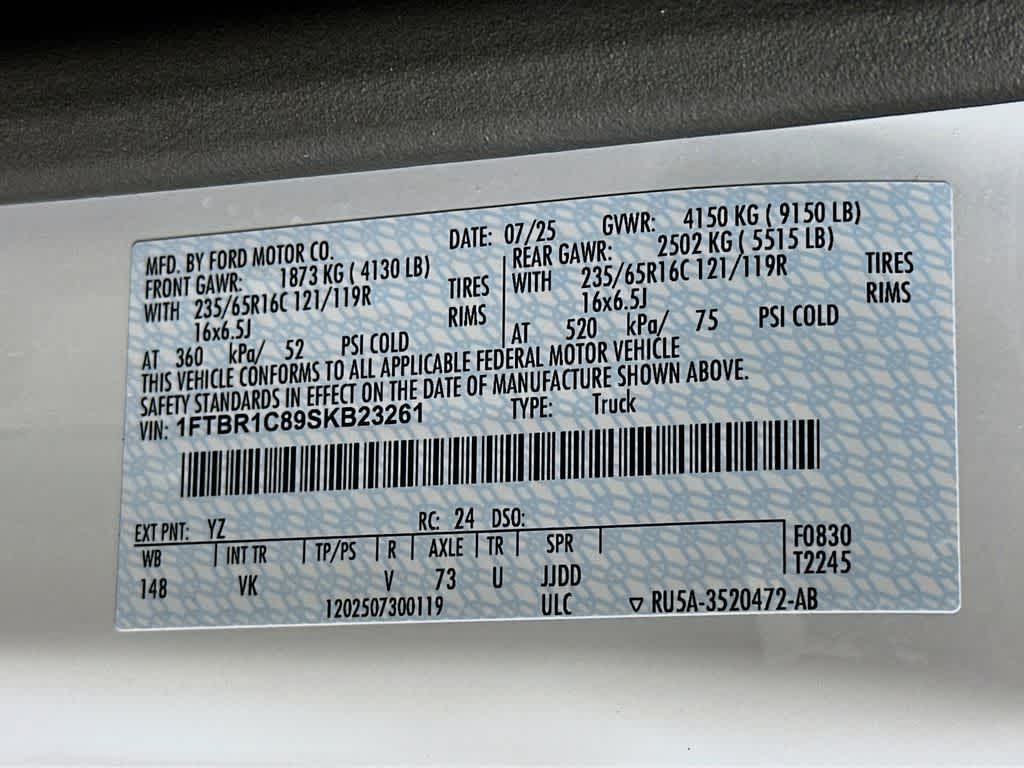 MFD. BY FORD MOTOR CO. DATE: 07/25 GVWR: 4150 KG ( 9150 LB)
FRONT GAWR: 1873 KG ( 4130 LB) REAR GAWR: 2502 KG ( 5515 LB)
WITH 235/65R16C 121/119R TIRES WITH 235/65R16C 121/119R TIRES
16x6.5J RIMS 16x6.5J RIMS
AT 360 kPa/ 52 PSI COLD AT 520 kPa/ 75 PSI COLD
THIS VEHICLE CONFORMS TO ALL APPLICABLE FEDERAL MOTOR VEHICLE
SAFETY STANDARDS IN EFFECT ON THE DATE OF MANUFACTURE SHOWN ABOVE.
VIN: 1FTBR1C89SKB23261 TYPE: Truck
EXT PNT: YZ RC: 24 DSO:
WB INT TR TP/PS R AXLE TR SPR F0830
148 VK V 73 U JJDD T2245
1202507300119 ULC ▽ RU5A-3520472-AB